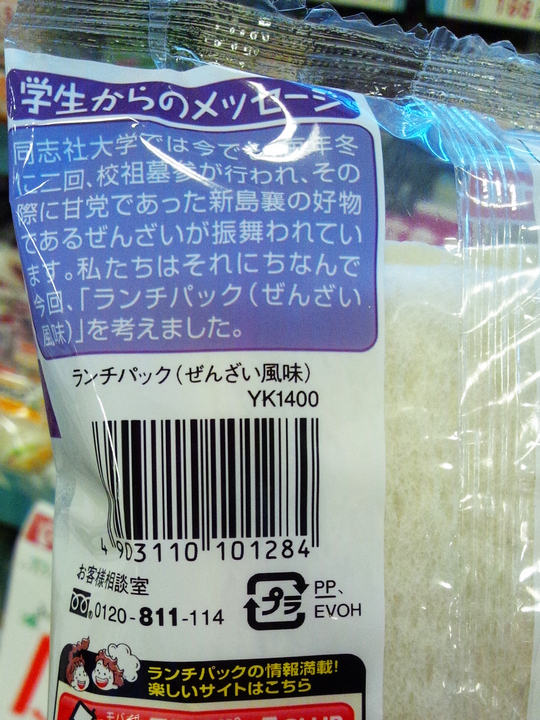 学生からのメッセージ
同志社大学では今で 年冬
に一回、校祖墓参が行われ、その
際に甘党であった新島襄の好物
であるぜんざいが振舞われてい
ます。私たちはそれにちなんで
今回、「ランチパック(ぜんざい
風味)」を考えました。
ランチパック(ぜんざい風味)
YK1400
4 903110 101284
お客様相談室
0120-811-114
プラ
PP、
EVOH
ランチパックの情報満載!
楽しいサイトはこちら